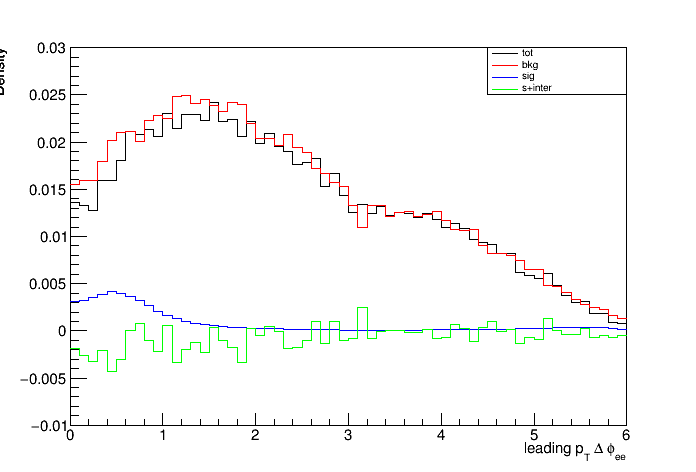 Density
0.03
0.025
0.02
0.015
0.01
0.005
0
−0.005
−0.01
tot
bkg
sig
s+inter
0 1 2 3 4 5 6
leading p_T Δ ϕ_ee